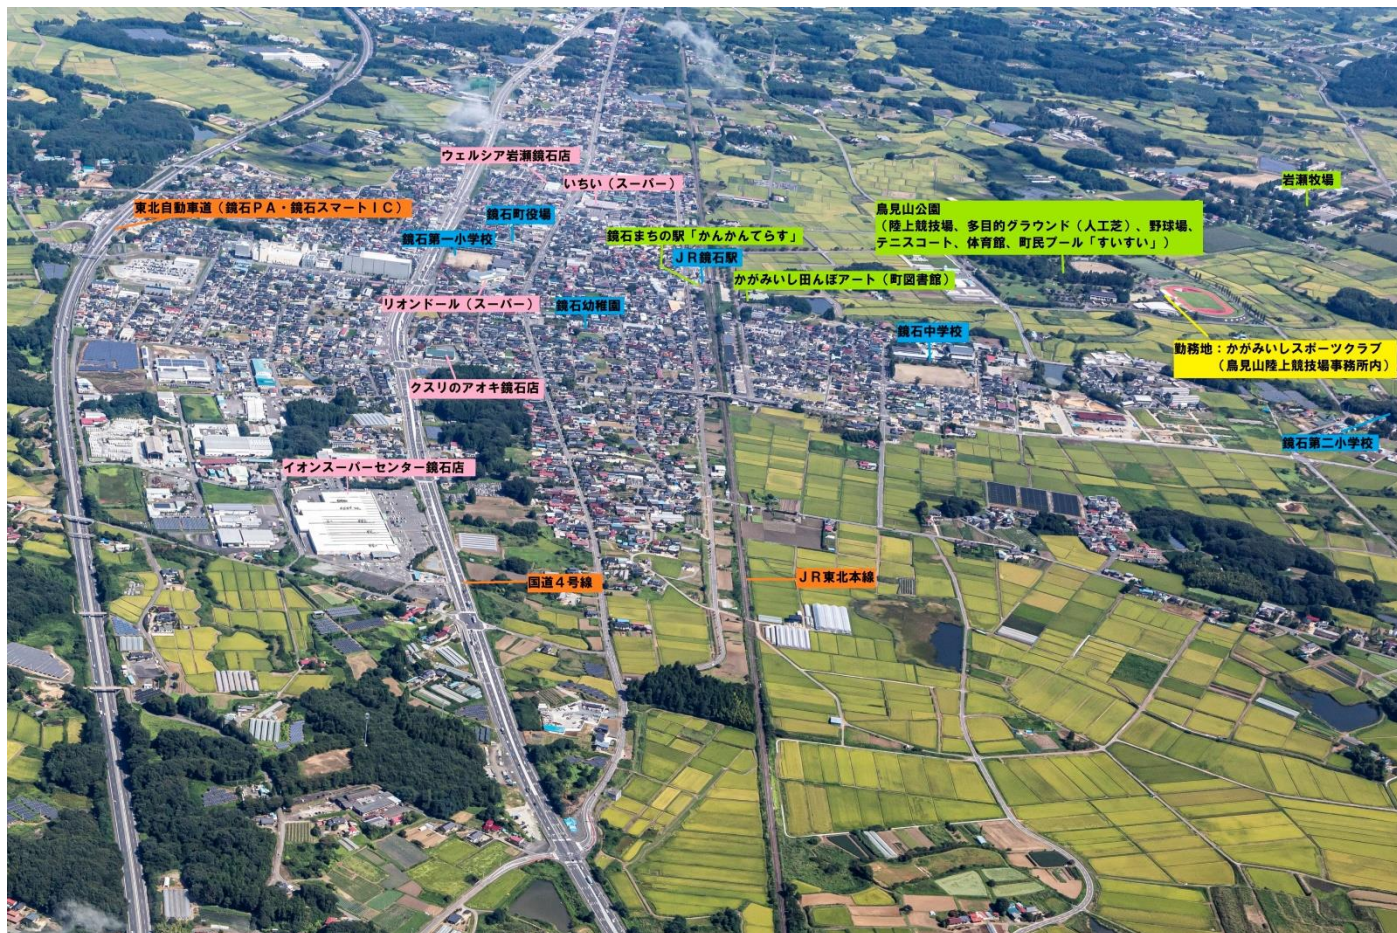 ウェルシア岩瀬鏡石店
いちい（スーパー）
岩瀬牧場
東北自動車道（鏡石ＰＡ・鏡石スマートＩＣ）
鏡石町役場
鳥見山公園
（陸上競技場、多目的グラウンド（人工芝）、野球場、
テニスコート、体育館、町民プール「すいすい」）
鏡石第一小学校
鏡石まちの駅「かんかんてらす」
ＪＲ鏡石駅
かがみいし田んぼアート（町図書館）
リオンドール（スーパー）
鏡石幼稚園
鏡石中学校
勤務地：かがみいしスポーツクラブ
（鳥見山陸上競技場事務所内）
クスリのアオキ鏡石店
鏡石第二小学校
イオンスーパーセンター鏡石店
国道４号線
ＪＲ東北本線